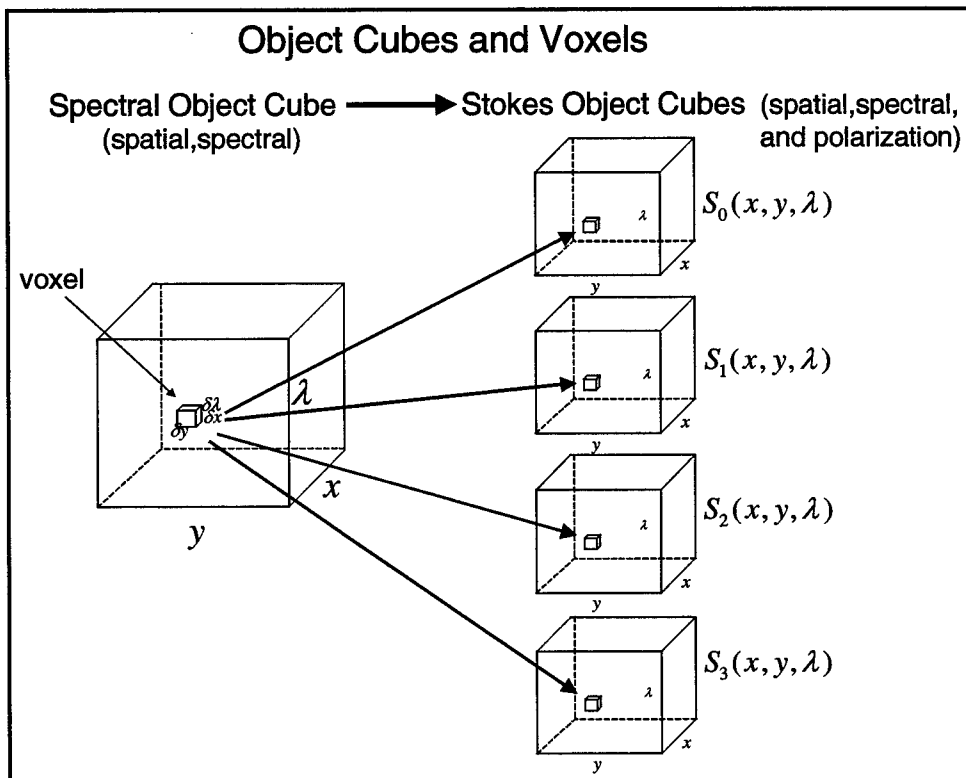 Object Cubes and Voxels
Spectral Object Cube
(spatial,spectral)
Stokes Object Cubes
(spatial,spectral,
and polarization)
voxel
δλ
δx
δy
λ
x
y
λ
x
y
S₀(x, y, λ)
λ
x
y
S₁(x, y, λ)
λ
x
y
S₂(x, y, λ)
λ
x
y
S₃(x, y, λ)